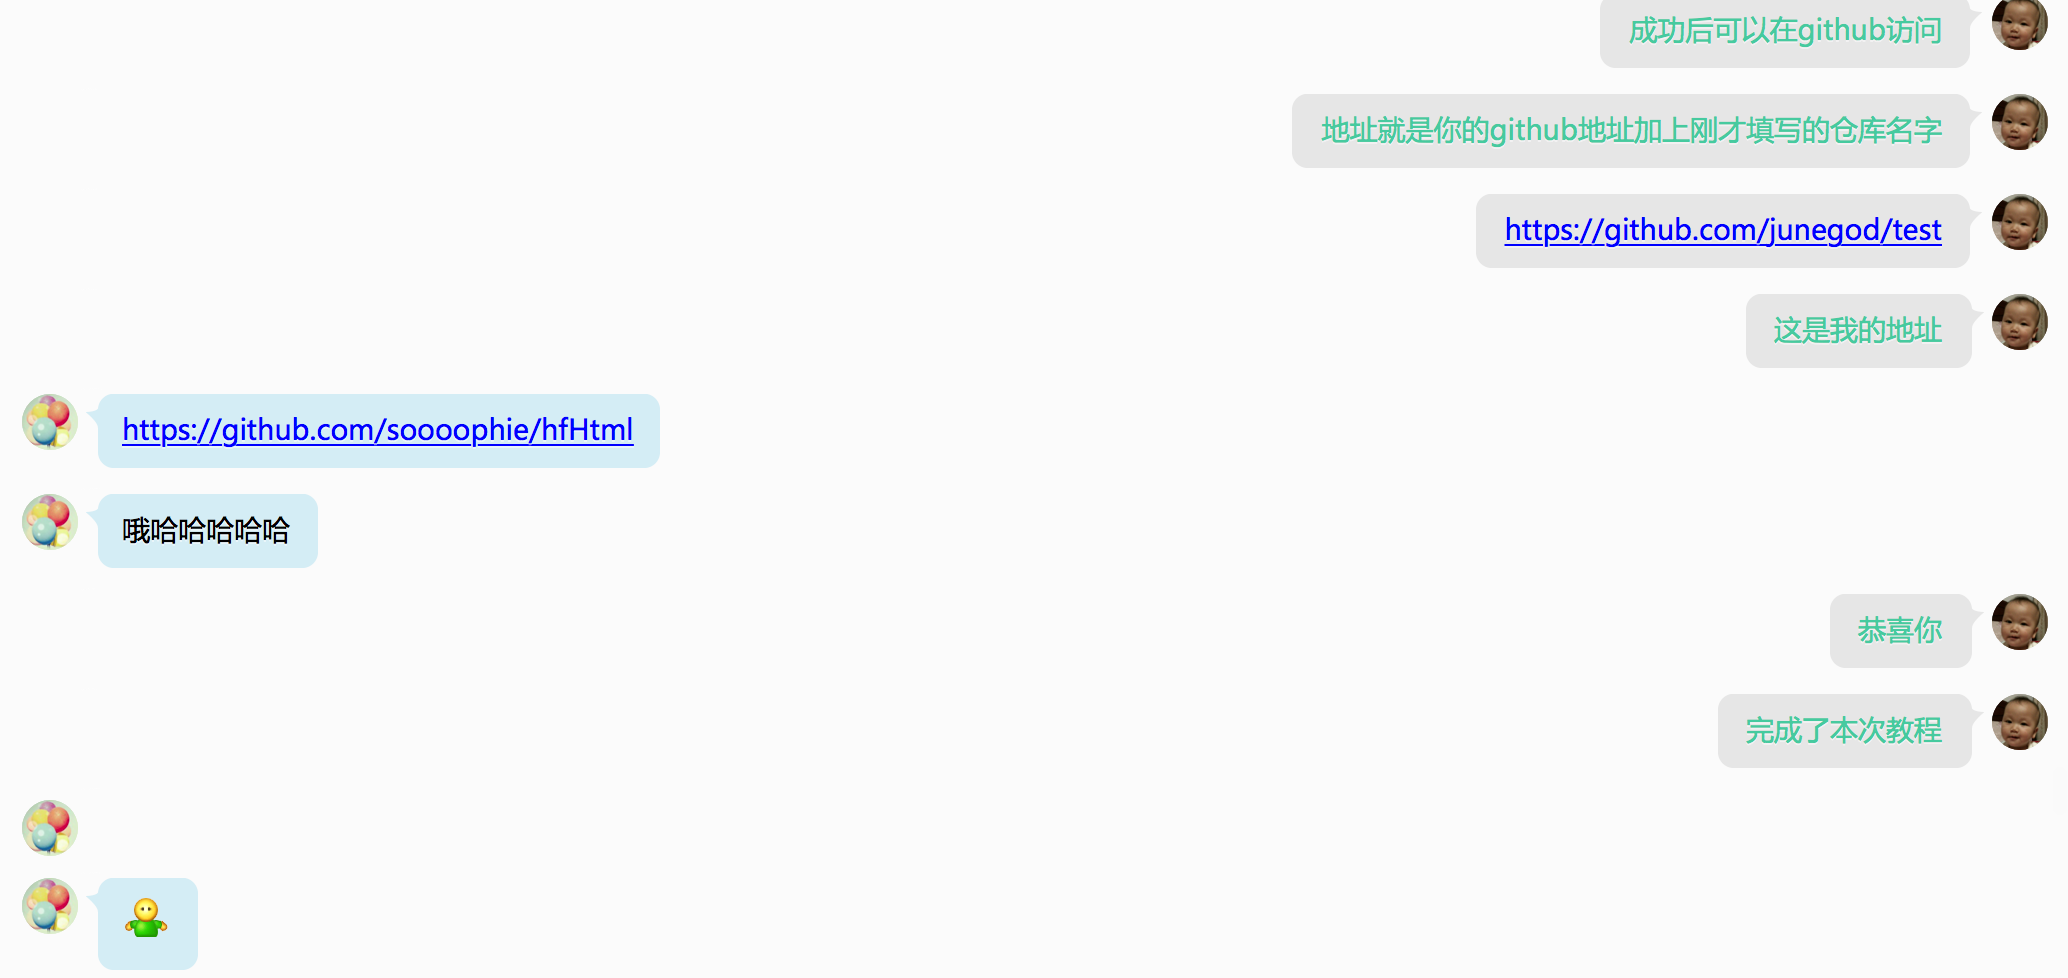 成功后可以在github访问
地址就是你的github地址加上刚才填写的仓库名字
https://github.com/junegod/test
这是我的地址
https://github.com/soooophie/hfHtml
哦哈哈哈哈哈
恭喜你
完成了本次教程